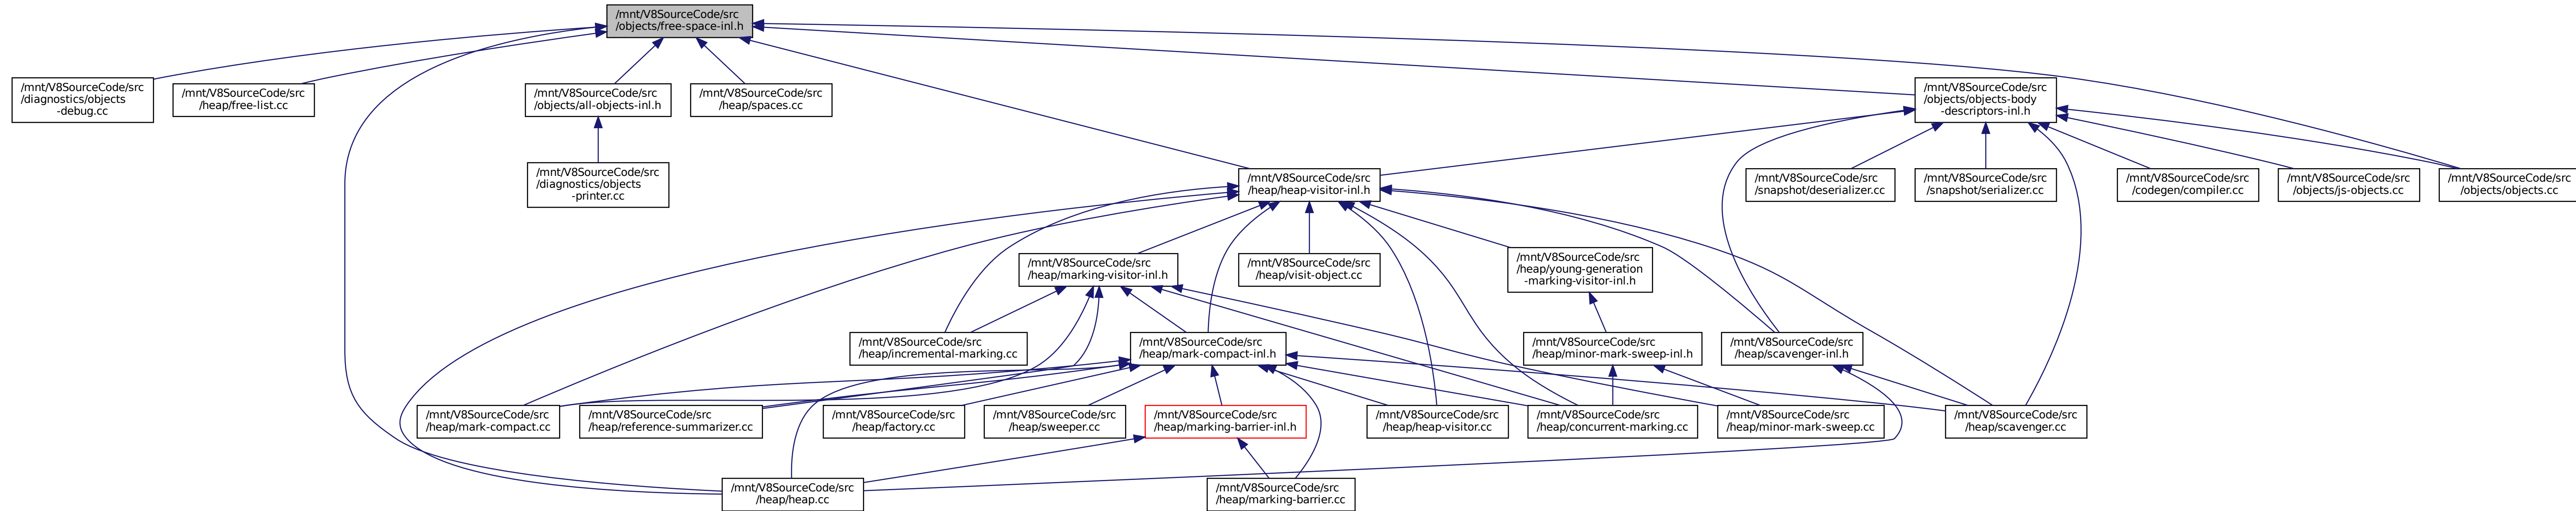 /mnt/V8SourceCode/src
/objects/free-space-inl.h
/mnt/V8SourceCode/src
/diagnostics/objects
-debug.cc
/mnt/V8SourceCode/src
/heap/free-list.cc
/mnt/V8SourceCode/src
/objects/all-objects-inl.h
/mnt/V8SourceCode/src
/heap/spaces.cc
/mnt/V8SourceCode/src
/objects/objects-body
-descriptors-inl.h
/mnt/V8SourceCode/src
/diagnostics/objects
-printer.cc
/mnt/V8SourceCode/src
/heap/heap-visitor-inl.h
/mnt/V8SourceCode/src
/snapshot/deserializer.cc
/mnt/V8SourceCode/src
/snapshot/serializer.cc
/mnt/V8SourceCode/src
/codegen/compiler.cc
/mnt/V8SourceCode/src
/objects/js-objects.cc
/mnt/V8SourceCode/src
/objects/objects.cc
/mnt/V8SourceCode/src
/heap/marking-visitor-inl.h
/mnt/V8SourceCode/src
/heap/visit-object.cc
/mnt/V8SourceCode/src
/heap/young-generation
-marking-visitor-inl.h
/mnt/V8SourceCode/src
/heap/incremental-marking.cc
/mnt/V8SourceCode/src
/heap/mark-compact-inl.h
/mnt/V8SourceCode/src
/heap/minor-mark-sweep-inl.h
/mnt/V8SourceCode/src
/heap/scavenger-inl.h
/mnt/V8SourceCode/src
/heap/mark-compact.cc
/mnt/V8SourceCode/src
/heap/reference-summarizer.cc
/mnt/V8SourceCode/src
/heap/factory.cc
/mnt/V8SourceCode/src
/heap/sweeper.cc
/mnt/V8SourceCode/src
/heap/marking-barrier-inl.h
/mnt/V8SourceCode/src
/heap/heap-visitor.cc
/mnt/V8SourceCode/src
/heap/concurrent-marking.cc
/mnt/V8SourceCode/src
/heap/minor-mark-sweep.cc
/mnt/V8SourceCode/src
/heap/scavenger.cc
/mnt/V8SourceCode/src
/heap/heap.cc
/mnt/V8SourceCode/src
/heap/marking-barrier.cc